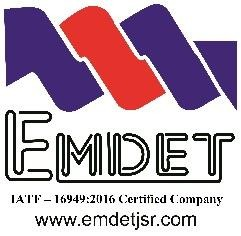 EMDET
IATF – 16949:2016 Certified Company
www.emdetjsr.com